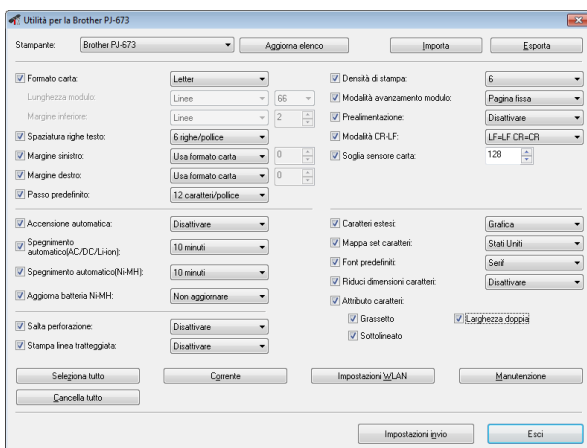 Utilità per la Brother PJ-673
Stampante: Brother PJ-673 Aggiorna elenco Importa Esporta
Formato carta: Letter
Lunghezza modulo: Linee 66
Margine inferiore: Linee 2
Spaziatura righe testo: 6 righe/pollice
Margine sinistro: Usa formato carta 0
Margine destro: Usa formato carta 0
Passo predefinito: 12 caratteri/pollice
Densità di stampa: 6
Modalità avanzamento modulo: Pagina fissa
Prealimentazione: Disattivare
Modalità CR-LF: LF=LF CR=CR
Soglia sensore carta: 128
Accensione automatica: Disattivare
Spegnimento
automatico(AC/DC/Li-ion): 10 minuti
Spegnimento automatico(Ni-MH): 10 minuti
Aggiorna batteria Ni-MH: Non aggiornare
Salta perforazione: Disattivare
Stampa linea tratteggiata: Disattivare
Caratteri estesi: Grafica
Mappa set caratteri: Stati Uniti
Font predefiniti: Serif
Riduci dimensioni caratteri: Disattivare
Attributo caratteri:
Grassetto Larghezza doppia
Sottolineato
Seleziona tutto Corrente Impostazioni WLAN Manutenzione
Cancella tutto
Impostazioni invio Esci